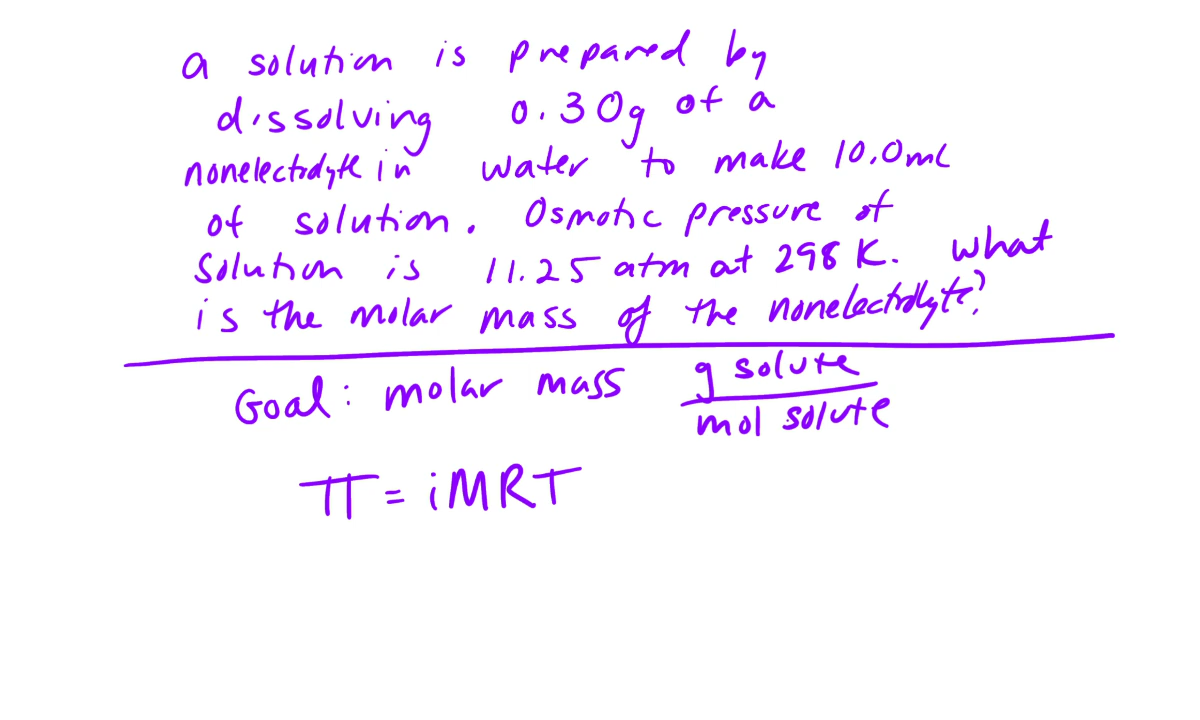 a solution is prepared by
dissolving 0.30g of a
nonelectrolyte in water to make 10.0mL
of solution. Osmotic pressure of
solution is 11.25 atm at 298 K. what
is the molar mass of the nonelectrolyte?
Goal: molar mass g solute / mol solute
π = iMRT